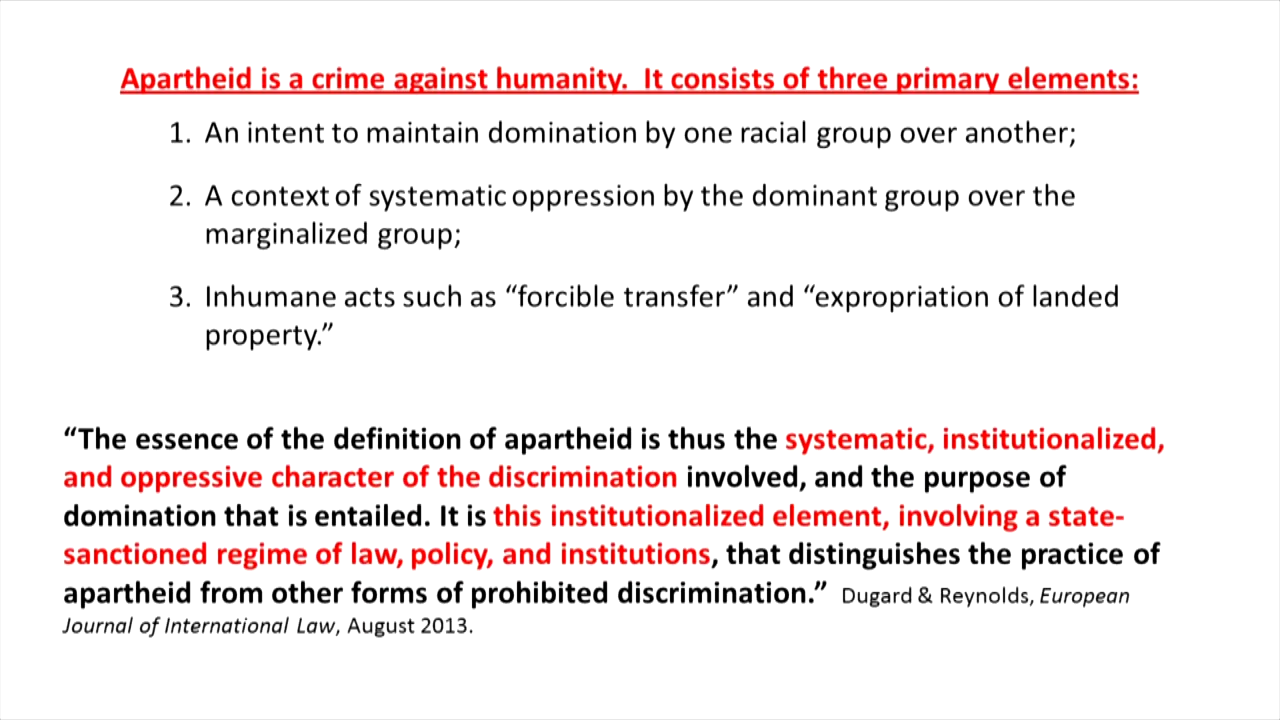 Apartheid is a crime against humanity.  It consists of three primary elements:
1. An intent to maintain domination by one racial group over another;
2. A context of systematic oppression by the dominant group over the
marginalized group;
3. Inhumane acts such as “forcible transfer” and “expropriation of landed
property.”
“The essence of the definition of apartheid is thus the systematic, institutionalized,
and oppressive character of the discrimination involved, and the purpose of
domination that is entailed. It is this institutionalized element, involving a state-
sanctioned regime of law, policy, and institutions, that distinguishes the practice of
apartheid from other forms of prohibited discrimination.”  Dugard & Reynolds, European
Journal of International Law, August 2013.